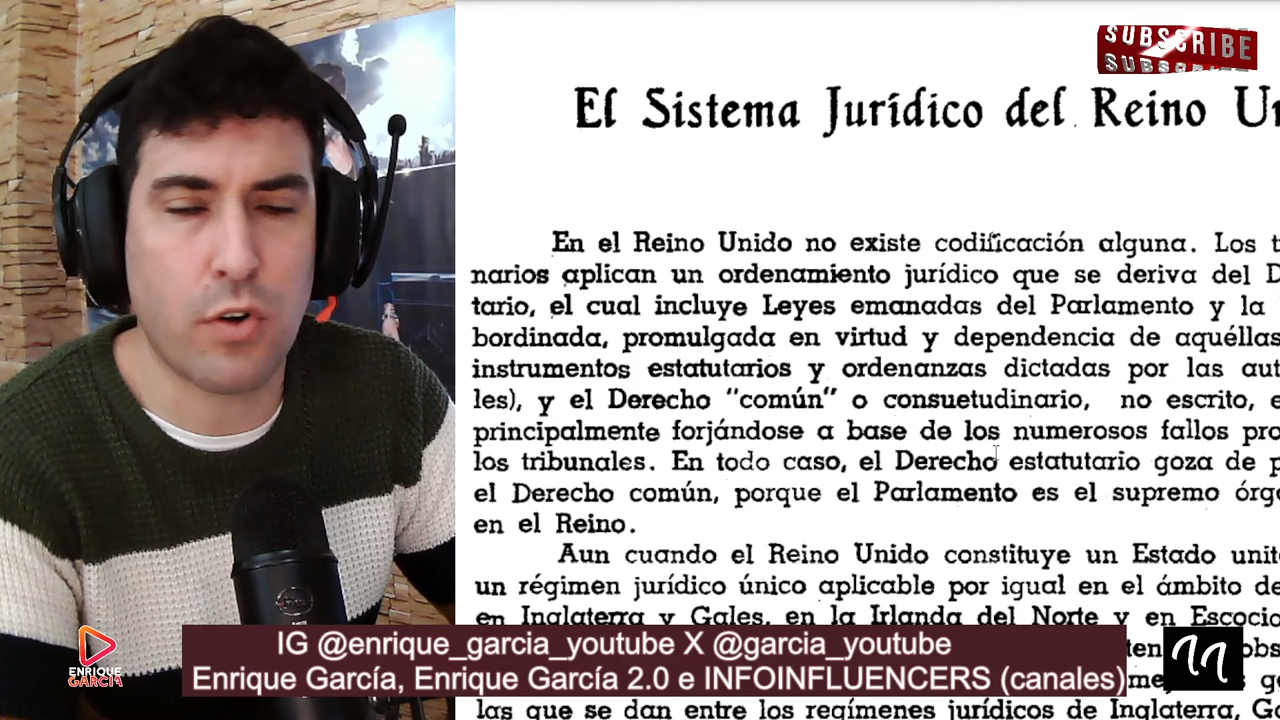 SUBSCRIBE
SUBSCRIBE
El Sistema Jurídico del Reino
En el Reino Unido no existe codificación alguna. Los
narios aplican un ordenamiento jurídico que se deriva del
tario, el cual incluye Leyes emanadas del Parlamento y la
bordinada, promulgada en virtud y dependencia de aquéllas
instrumentos estatutarios y ordenanzas dictadas por las
les), y el Derecho "común" o consuetudinario, no escrito,
principalmente forjándose a base de los numerosos fallos
los tribunales. En todo caso, el Derecho estatutario goza de
el Derecho común, porque el Parlamento es el supremo
en el Reino.
Aun cuando el Reino Unido constituye un Estado
un régimen jurídico único aplicable por igual en el ámbito
en Inglaterra y Gales, en la Irlanda del Norte y en
las que se dan entre los regímenes jurídicos de Inglaterra,
IG @enrique_garcia_youtube X @garcia_youtube
Enrique García, Enrique García 2.0 e INFOINFLUENCERS (canales)
ENRIQUE
GARCÍA